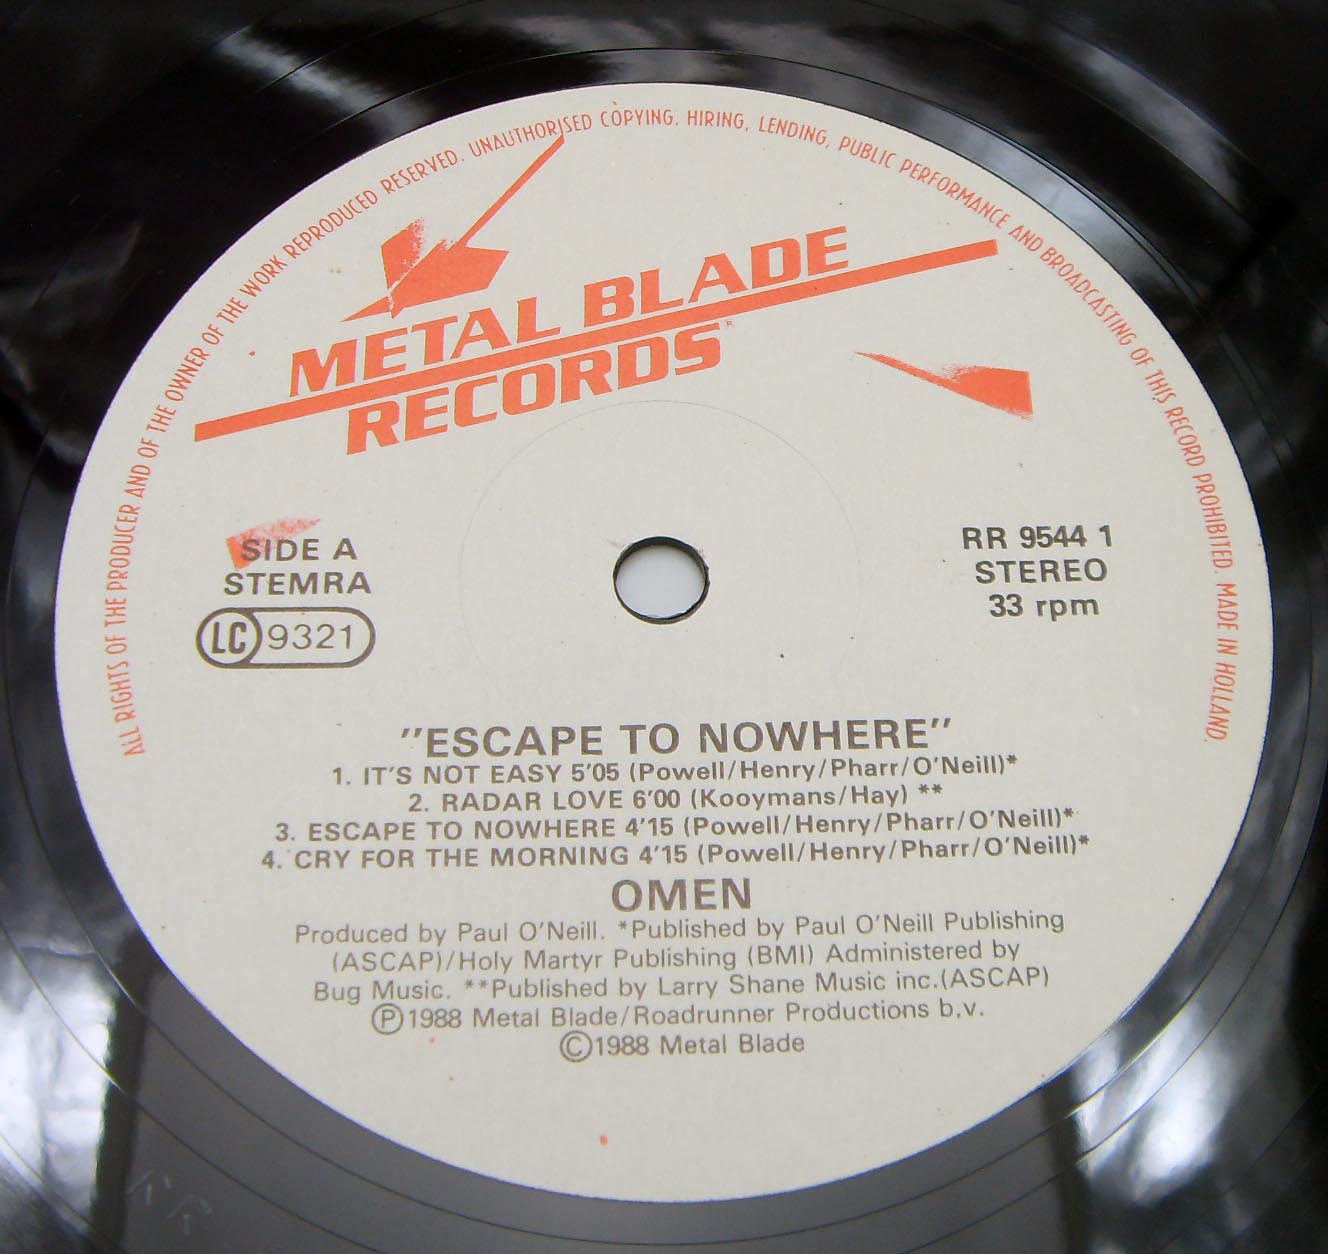 ALL RIGHTS OF THE PRODUCER AND OF THE OWNER OF THE WORK REPRODUCED RESERVED. UNAUTHORISED COPYING. HIRING, LENDING, PUBLIC PERFORMANCE AND BROADCASTING OF THIS RECORD PROHIBITED. MADE IN HOLLAND.
METAL BLADE
RECORDS®
SIDE A
STEMRA
LC 9321
RR 9544 1
STEREO
33 rpm
"ESCAPE TO NOWHERE"
1. IT'S NOT EASY 5'05 (Powell/Henry/Pharr/O'Neill)*
2. RADAR LOVE 6'00 (Kooymans/Hay) **
3. ESCAPE TO NOWHERE 4'15 (Powell/Henry/Pharr/O'Neill)*
4. CRY FOR THE MORNING 4'15 (Powell/Henry/Pharr/O'Neill)*
OMEN
Produced by Paul O'Neill. *Published by Paul O'Neill Publishing
(ASCAP)/Holy Martyr Publishing (BMI) Administered by
Bug Music. **Published by Larry Shane Music inc.(ASCAP)
Ⓟ1988 Metal Blade/Roadrunner Productions b.v.
©1988 Metal Blade